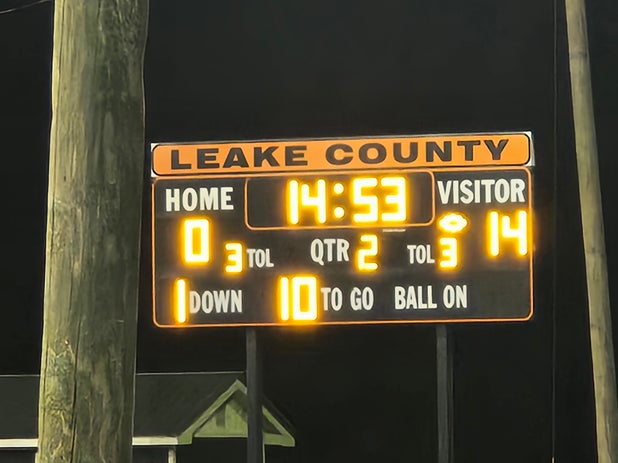 LEAKE COUNTY
HOME 14:53 VISITOR
0 3 TOL QTR 2 TOL 3 14
1 DOWN 10 TO GO BALL ON